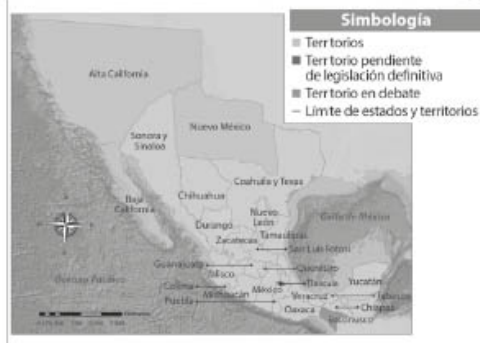 Simbología
Territorios
Territorio pendiente
de legislación definitiva
Territorio en debate
Límite de estados y territorios
Alta California
Sonora y
Sinaloa
Nuevo México
Chihuahua
Coahuila y Texas
Baja
California
Durango
Nuevo
León
Tamaulipas
Zacatecas
San Luis Potosí
Golfo de México
Guanajuato
Querétaro
Jalisco
Tlaxcala
Yucatán
Colima
Michoacán
México
Veracruz
Tabasco
Puebla
Chiapas
Oaxaca
Soconusco
Océano Pacífico